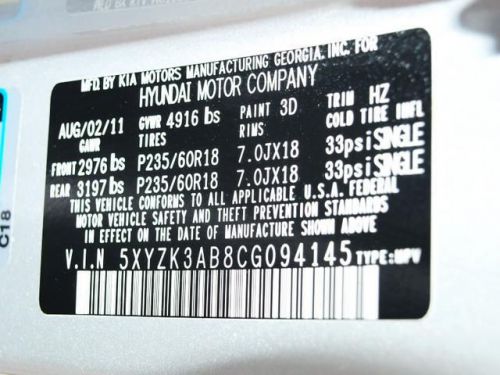 MFD. BY KIA MOTORS MANUFACTURING GEORGIA. INC. FOR
HYUNDAI MOTOR COMPANY
AUG/02/11 GVWR 4916 lbs PAINT 3D TRIM HZ
GAWR RIMS COLD TIRE INFL
FRONT 2976 lbs P235/60R18 7.0JX18 33psi SINGLE
REAR 3197 lbs P235/60R18 7.0JX18 33psi SINGLE
THIS VEHICLE CONFORMS TO ALL APPLICABLE U.S.A. FEDERAL
MOTOR VEHICLE SAFETY AND THEFT PREVENTION STANDARDS
IN EFFECT ON THE DATE OF MANUFACTURE SHOWN ABOVE
V.I.N 5XYZK3AB8CG094145 TYPE:MPV
C18